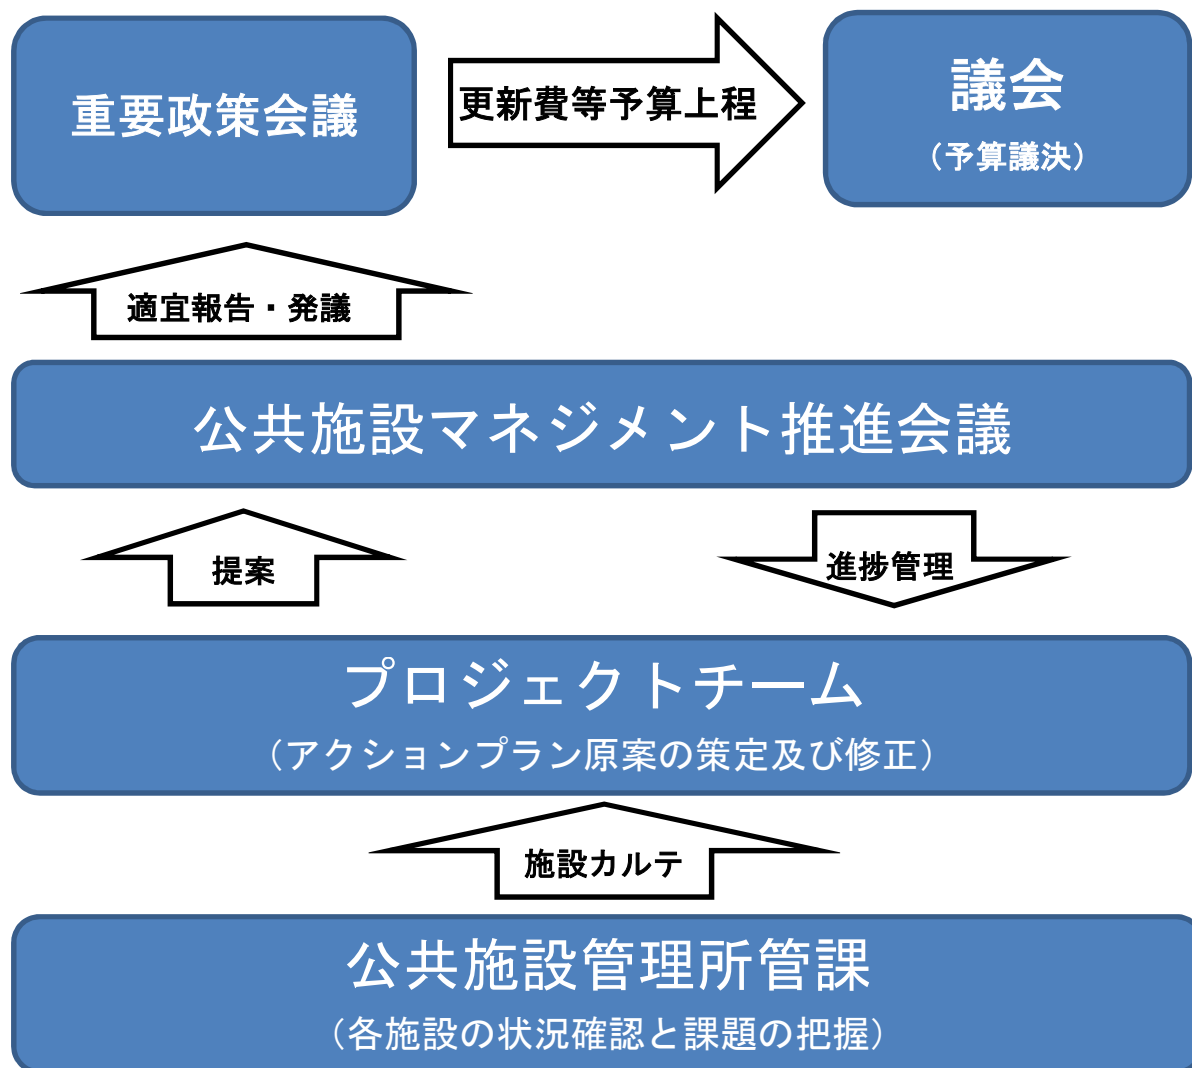 重要政策会議
更新費等予算上程
議会
（予算議決）
適宜報告・発議
公共施設マネジメント推進会議
提案
進捗管理
プロジェクトチーム
（アクションプラン原案の策定及び修正）
施設カルテ
公共施設管理所管課
（各施設の状況確認と課題の把握）